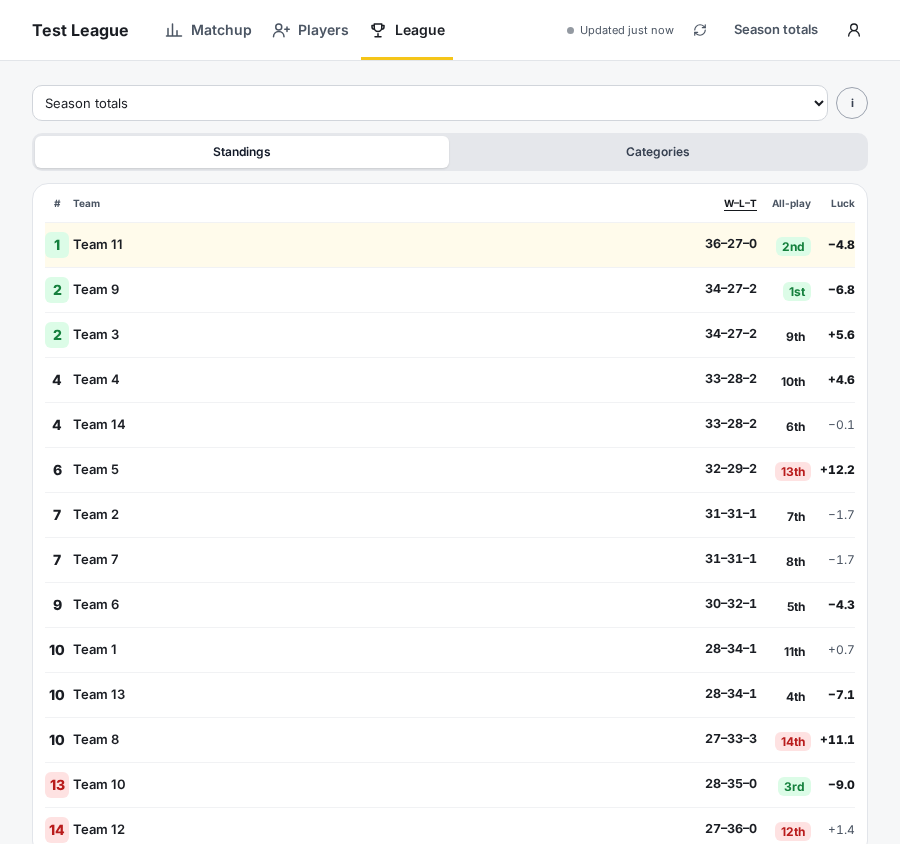 Test League Matchup Players League Updated just now Season totals
Season totals i
Standings Categories
# Team W–L–T All-play Luck
1 Team 11 36–27–0 2nd −4.8
2 Team 9 34–27–2 1st −6.8
2 Team 3 34–27–2 9th +5.6
4 Team 4 33–28–2 10th +4.6
4 Team 14 33–28–2 6th −0.1
6 Team 5 32–29–2 13th +12.2
7 Team 2 31–31–1 7th −1.7
7 Team 7 31–31–1 8th −1.7
9 Team 6 30–32–1 5th −4.3
10 Team 1 28–34–1 11th +0.7
10 Team 13 28–34–1 4th −7.1
10 Team 8 27–33–3 14th +11.1
13 Team 10 28–35–0 3rd −9.0
14 Team 12 27–36–0 12th +1.4